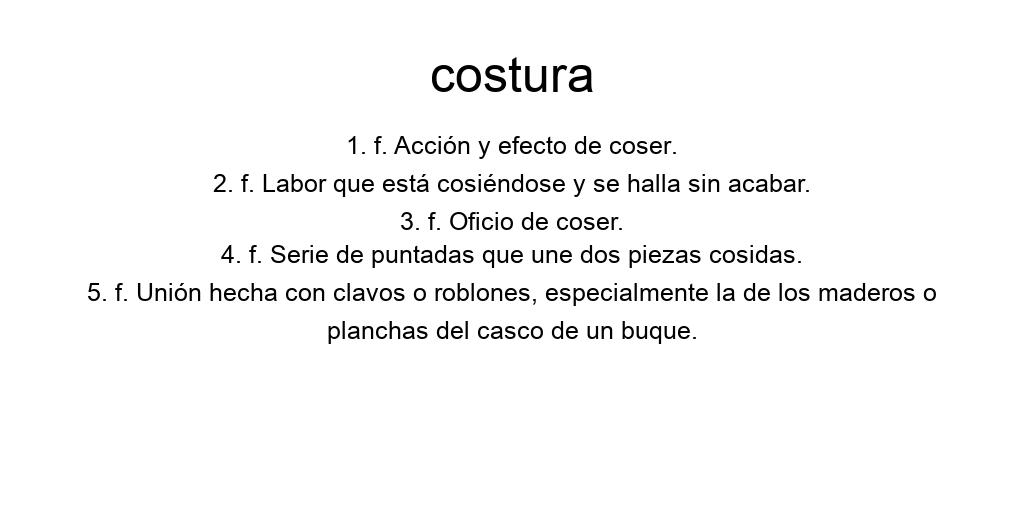 costura
1. f. Acción y efecto de coser.
2. f. Labor que está cosiéndose y se halla sin acabar.
3. f. Oficio de coser.
4. f. Serie de puntadas que une dos piezas cosidas.
5. f. Unión hecha con clavos o roblones, especialmente la de los maderos o
planchas del casco de un buque.